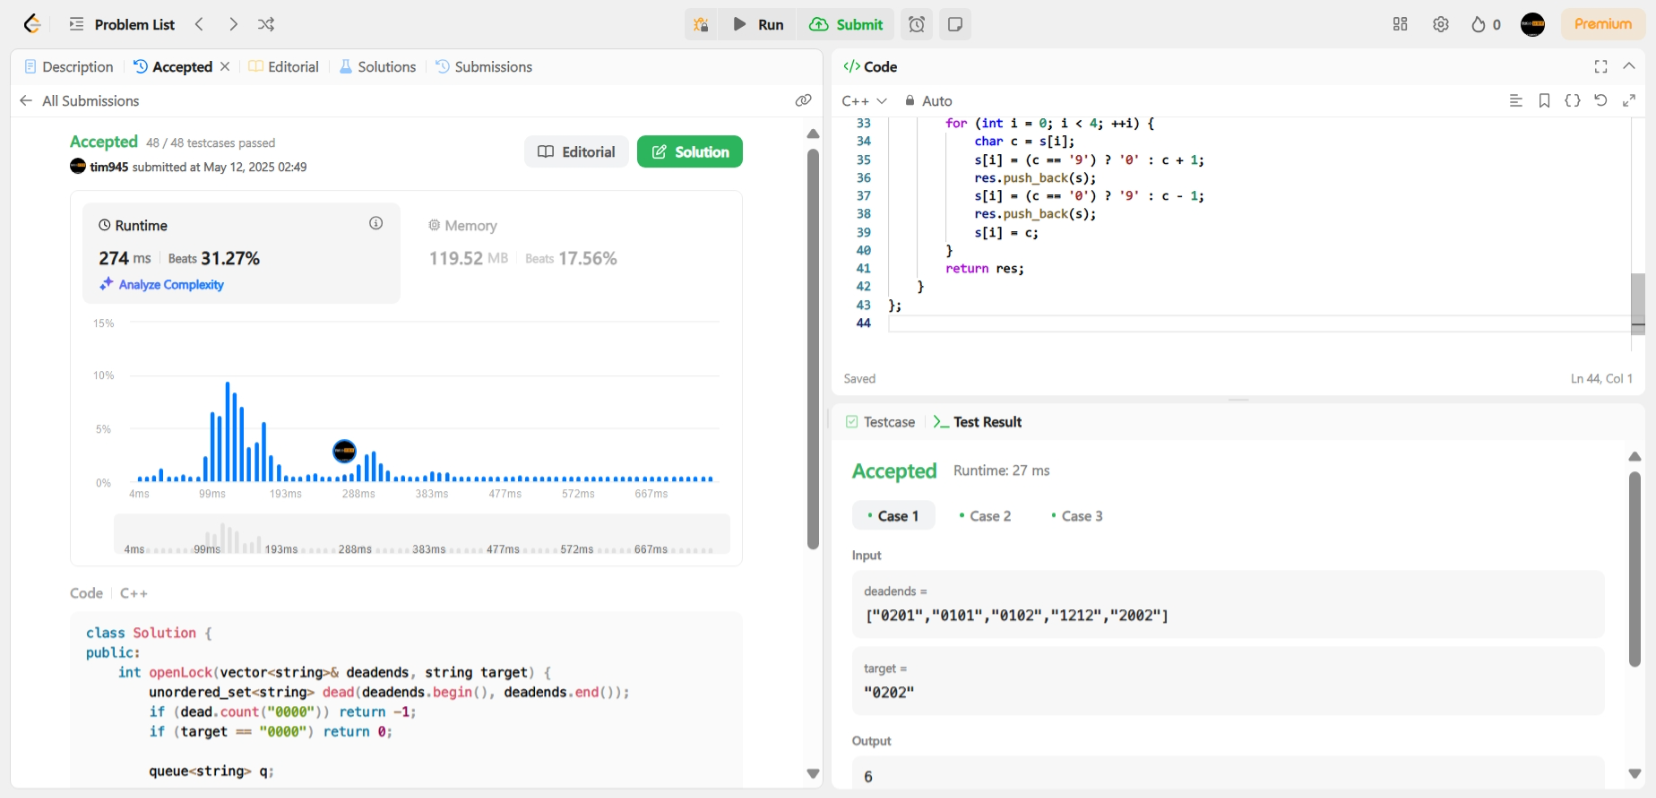 Problem List
Run
Submit
0
Premium
Description
Accepted
Editorial
Solutions
Submissions
All Submissions
Accepted 48 / 48 testcases passed
tim945 submitted at May 12, 2025 02:49
Editorial
Solution
Runtime
274 ms Beats 31.27%
Analyze Complexity
Memory
119.52 MB Beats 17.56%
15%
10%
5%
0%
4ms 99ms 193ms 288ms 383ms 477ms 572ms 667ms
4ms 99ms 193ms 288ms 383ms 477ms 572ms 667ms
Code C++
class Solution {
public:
int openLock(vector<string>& deadends, string target) {
unordered_set<string> dead(deadends.begin(), deadends.end());
if (dead.count("0000")) return -1;
if (target == "0000") return 0;
queue<string> q;
</> Code
C++ Auto
33 for (int i = 0; i < 4; ++i) {
34 char c = s[i];
35 s[i] = (c == '9') ? '0' : c + 1;
36 res.push_back(s);
37 s[i] = (c == '0') ? '9' : c - 1;
38 res.push_back(s);
39 s[i] = c;
40 }
41 return res;
42 }
43 };
44
Saved
Ln 44, Col 1
Testcase
Test Result
Accepted Runtime: 27 ms
Case 1
Case 2
Case 3
Input
deadends =
["0201","0101","0102","1212","2002"]
target =
"0202"
Output
6